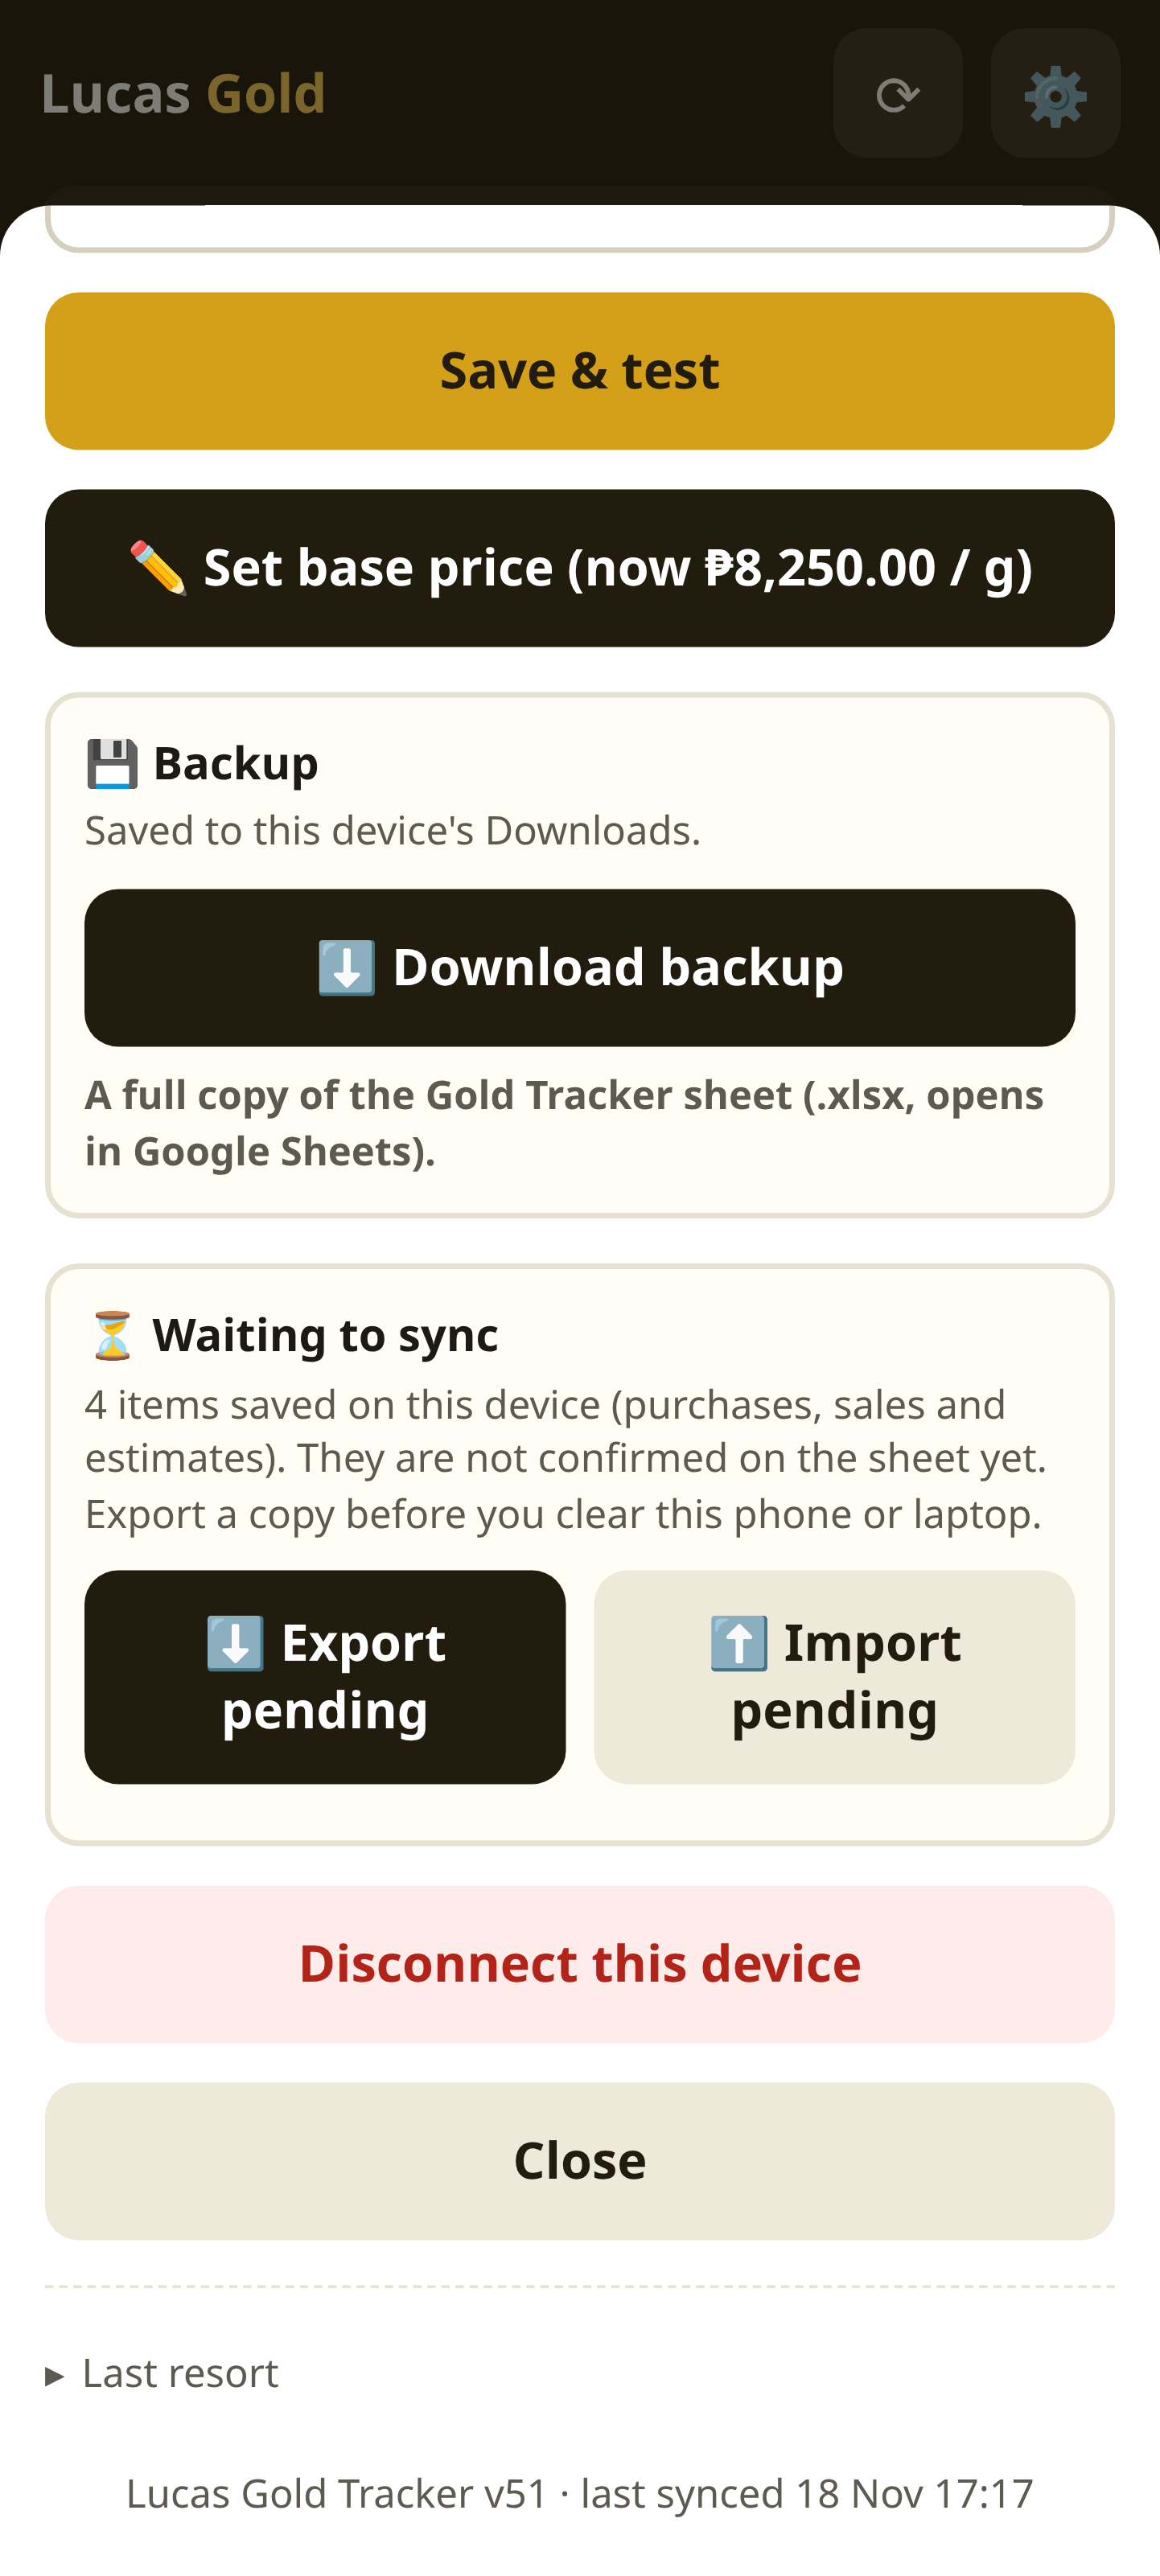 Lucas Gold
Save & test
✏️ Set base price (now ₱8,250.00 / g)
💾 Backup
Saved to this device's Downloads.
⬇️ Download backup
A full copy of the Gold Tracker sheet (.xlsx, opens
in Google Sheets).
⏳ Waiting to sync
4 items saved on this device (purchases, sales and
estimates). They are not confirmed on the sheet yet.
Export a copy before you clear this phone or laptop.
⬇️ Export
pending
⬆️ Import
pending
Disconnect this device
Close
▸ Last resort
Lucas Gold Tracker v51 · last synced 18 Nov 17:17